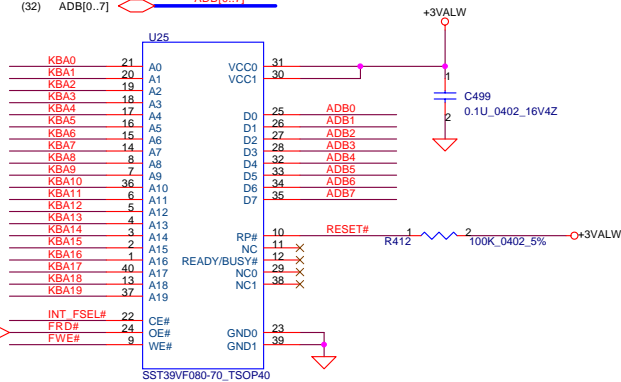 (32) ADB[0..7] ADB[0..7]
+3VALW
U25
KBA0 21 A0 VCC0 31
KBA1 20 A1 VCC1 30
KBA2 19 A2
KBA3 18 A3
KBA4 17 A4 D0 25 ADB0
KBA5 16 A5 D1 26 ADB1
KBA6 15 A6 D2 27 ADB2
KBA7 14 A7 D3 28 ADB3
KBA8 8 A8 D4 32 ADB4
KBA9 7 A9 D5 33 ADB5
KBA10 36 A10 D6 34 ADB6
KBA11 6 A11 D7 35 ADB7
KBA12 5 A12
KBA13 4 A13
KBA14 3 A14 RP# 10 RESET#
KBA15 2 A15 NC 11
KBA16 1 A16 READY/BUSY# 12
KBA17 40 A17 NC0 29
KBA18 13 A18 NC1 38
KBA19 37 A19
INT_FSEL# 22 CE#
FRD# 24 OE# GND0 23
FWE# 9 WE# GND1 39
SST39VF080-70_TSOP40
1
C499
0.1U_0402_16V4Z
2
R412 1 2 100K_0402_5% +3VALW